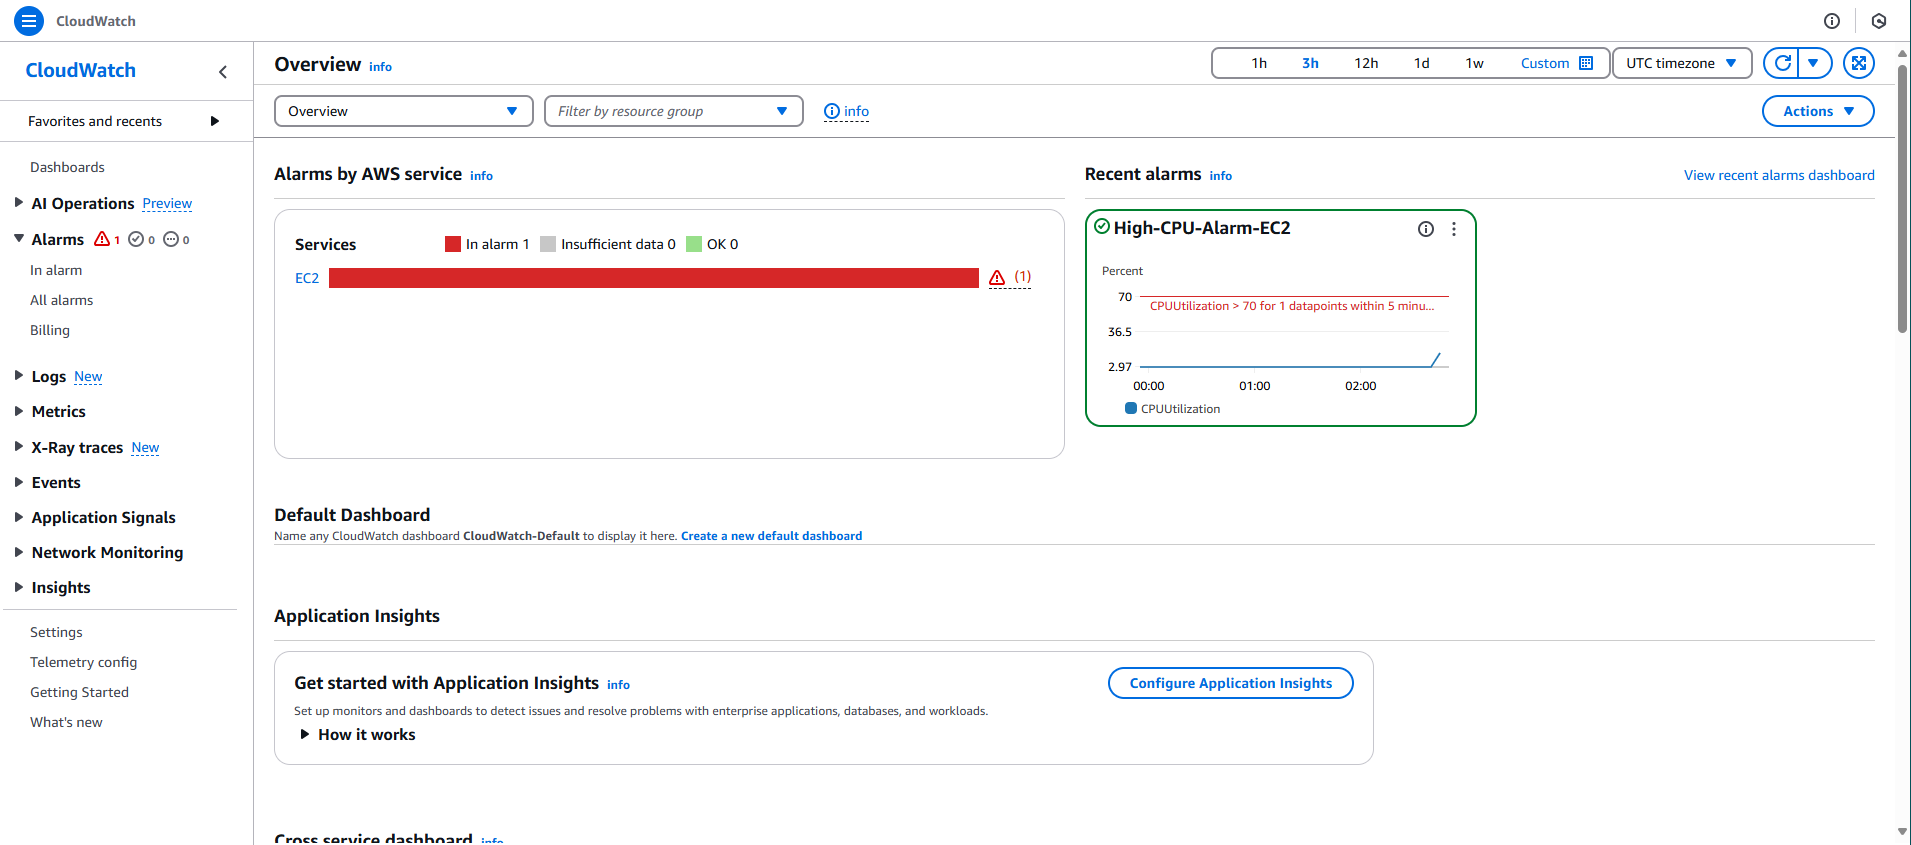 CloudWatch
CloudWatch
Favorites and recents
Dashboards
AI Operations Preview
Alarms 1 0 0
In alarm
All alarms
Billing
Logs New
Metrics
X-Ray traces New
Events
Application Signals
Network Monitoring
Insights
Settings
Telemetry config
Getting Started
What's new
Overview info
1h 3h 12h 1d 1w Custom UTC timezone
Overview Filter by resource group info Actions
Alarms by AWS service info
Services In alarm 1 Insufficient data 0 OK 0
EC2 (1)
Recent alarms info View recent alarms dashboard
High-CPU-Alarm-EC2
Percent
70
CPUUtilization > 70 for 1 datapoints within 5 minu...
36.5
2.97
00:00 01:00 02:00
CPUUtilization
Default Dashboard
Name any CloudWatch dashboard CloudWatch-Default to display it here. Create a new default dashboard
Application Insights
Get started with Application Insights info Configure Application Insights
Set up monitors and dashboards to detect issues and resolve problems with enterprise applications, databases, and workloads.
How it works
Cross service dashboard info